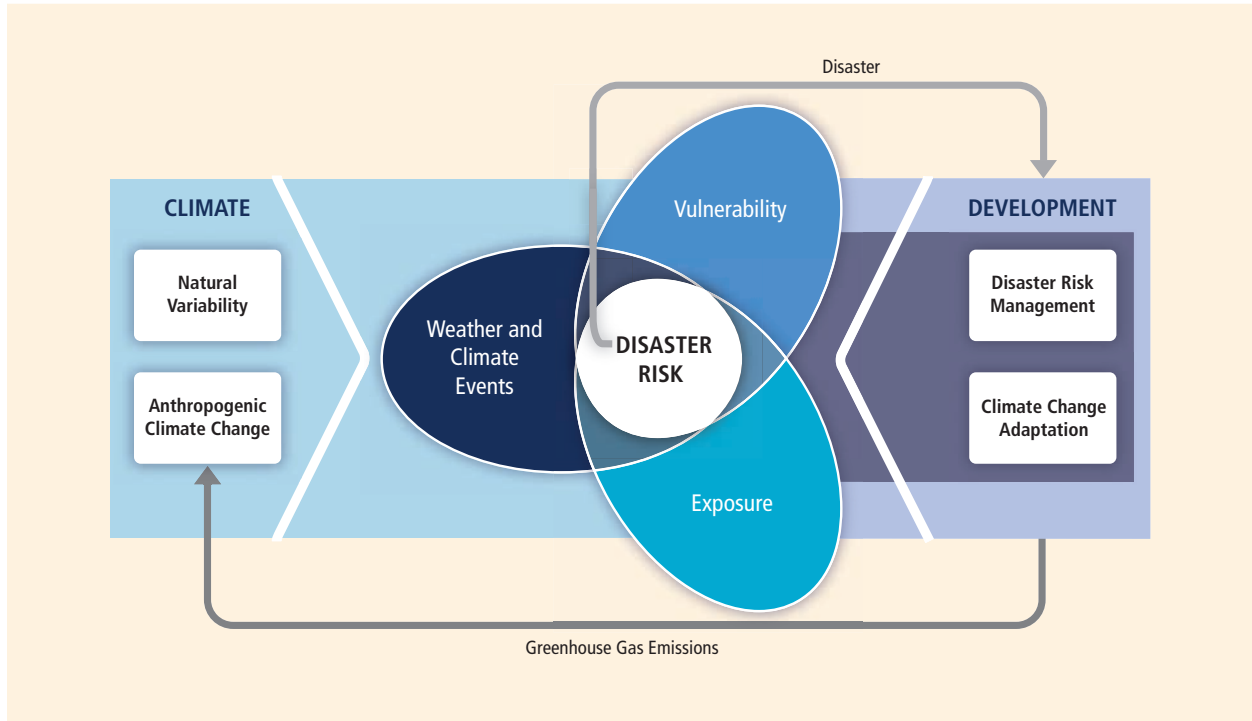 Disaster
CLIMATE
Natural
Variability
Anthropogenic
Climate Change
Weather and
Climate
Events
Vulnerability
DISASTER
RISK
Exposure
DEVELOPMENT
Disaster Risk
Management
Climate Change
Adaptation
Greenhouse Gas Emissions